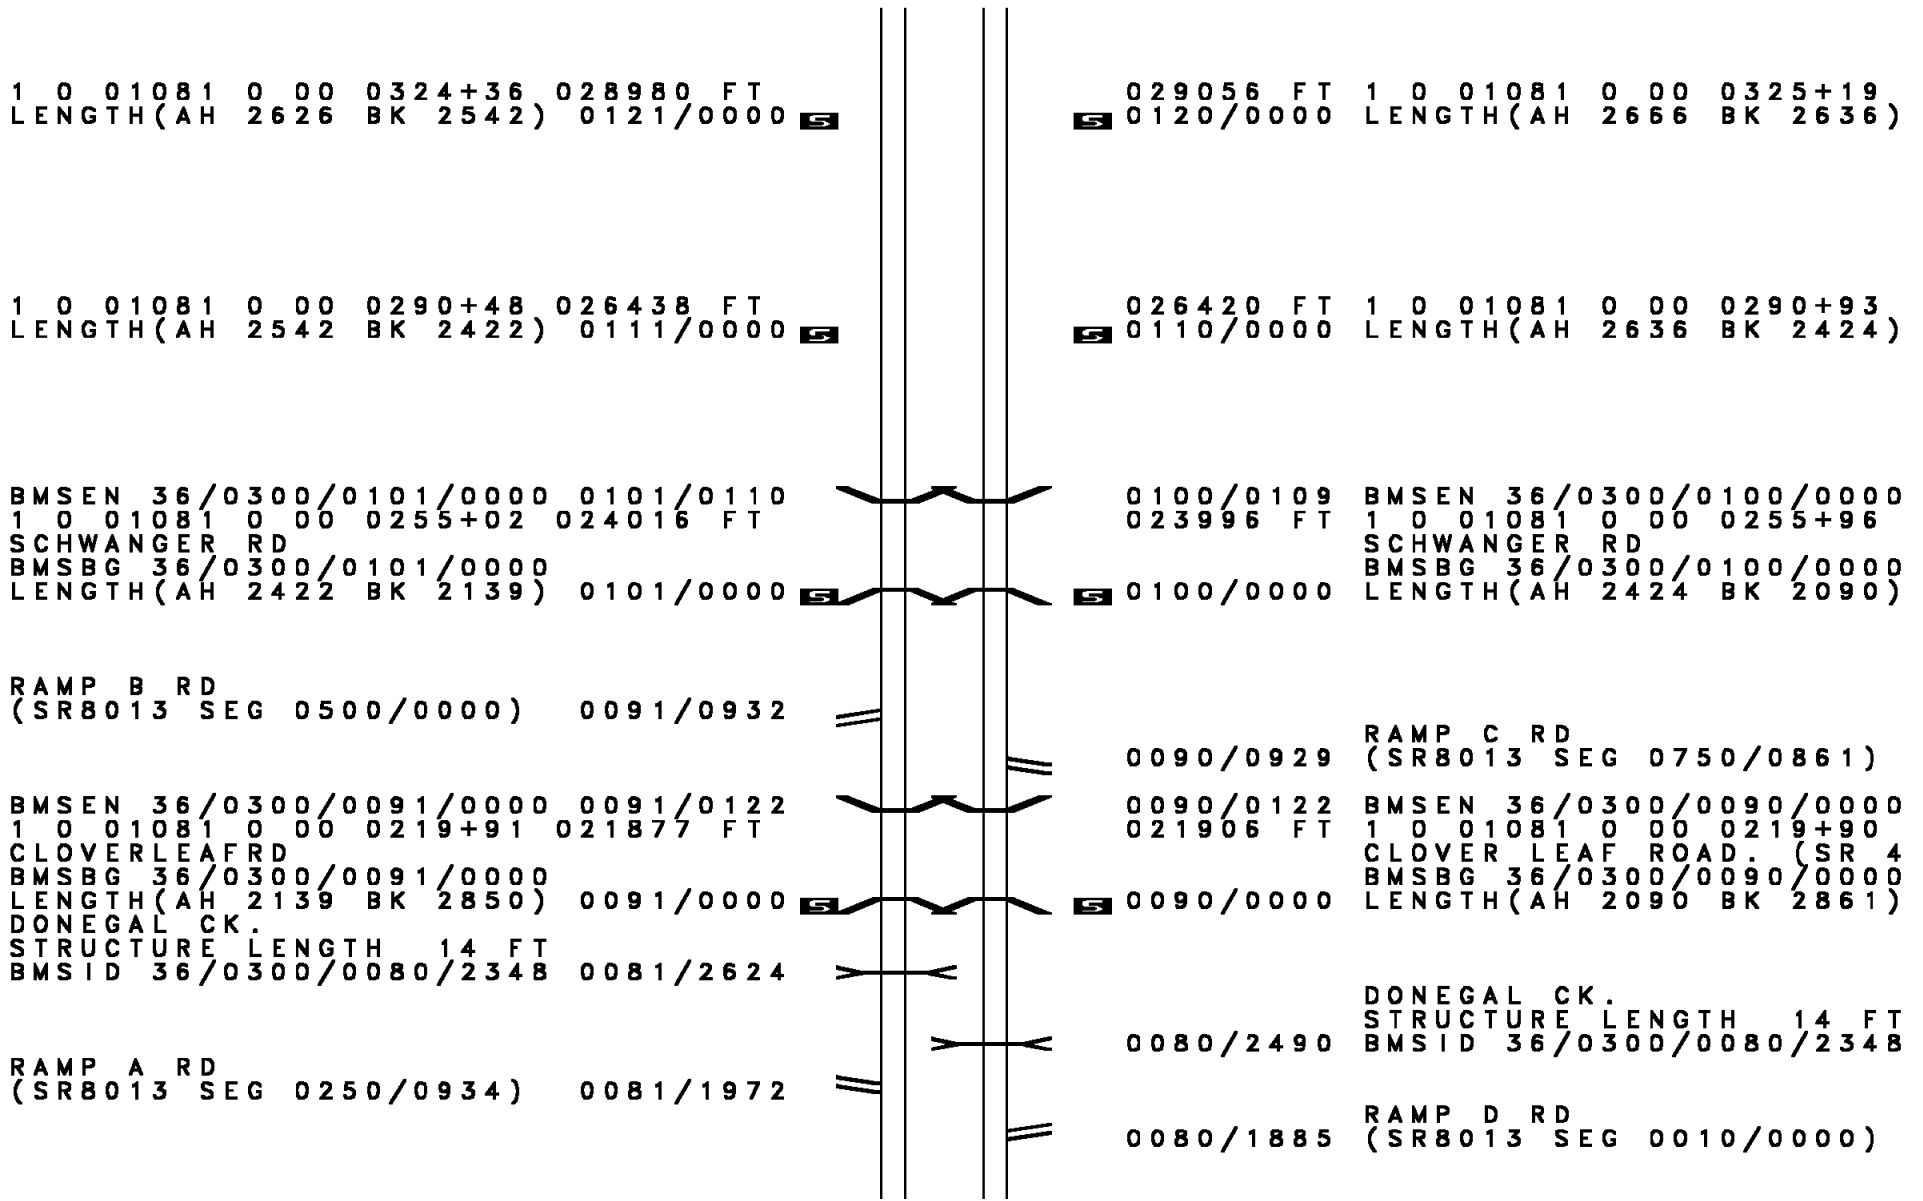 1 0 01081 0 00 0324+36 028980 FT
LENGTH(AH 2626 BK 2542) 0121/0000 S
029056 FT 1 0 01081 0 00 0325+19
S 0120/0000 LENGTH(AH 2666 BK 2636)
1 0 01081 0 00 0290+48 026438 FT
LENGTH(AH 2542 BK 2422) 0111/0000 S
026420 FT 1 0 01081 0 00 0290+93
S 0110/0000 LENGTH(AH 2636 BK 2424)
BMSEN 36/0300/0101/0000 0101/0110
1 0 01081 0 00 0255+02 024016 FT
SCHWANGER RD
BMSBG 36/0300/0101/0000
LENGTH(AH 2422 BK 2139) 0101/0000 S
0100/0109 BMSEN 36/0300/0100/0000
023996 FT 1 0 01081 0 00 0255+96
SCHWANGER RD
BMSBG 36/0300/0100/0000
S 0100/0000 LENGTH(AH 2424 BK 2090)
RAMP B RD
(SR8013 SEG 0500/0000) 0091/0932
RAMP C RD
0090/0929 (SR8013 SEG 0750/0861)
BMSEN 36/0300/0091/0000 0091/0122
1 0 01081 0 00 0219+91 021877 FT
CLOVERLEAFRD
BMSBG 36/0300/0091/0000
LENGTH(AH 2139 BK 2850) 0091/0000 S
DONEGAL CK.
STRUCTURE LENGTH 14 FT
BMSID 36/0300/0080/2348 0081/2624
0090/0122 BMSEN 36/0300/0090/0000
021906 FT 1 0 01081 0 00 0219+90
CLOVER LEAF ROAD. (SR 4
BMSBG 36/0300/0090/0000
S 0090/0000 LENGTH(AH 2090 BK 2861)
DONEGAL CK.
STRUCTURE LENGTH 14 FT
0080/2490 BMSID 36/0300/0080/2348
RAMP A RD
(SR8013 SEG 0250/0934) 0081/1972
RAMP D RD
0080/1885 (SR8013 SEG 0010/0000)